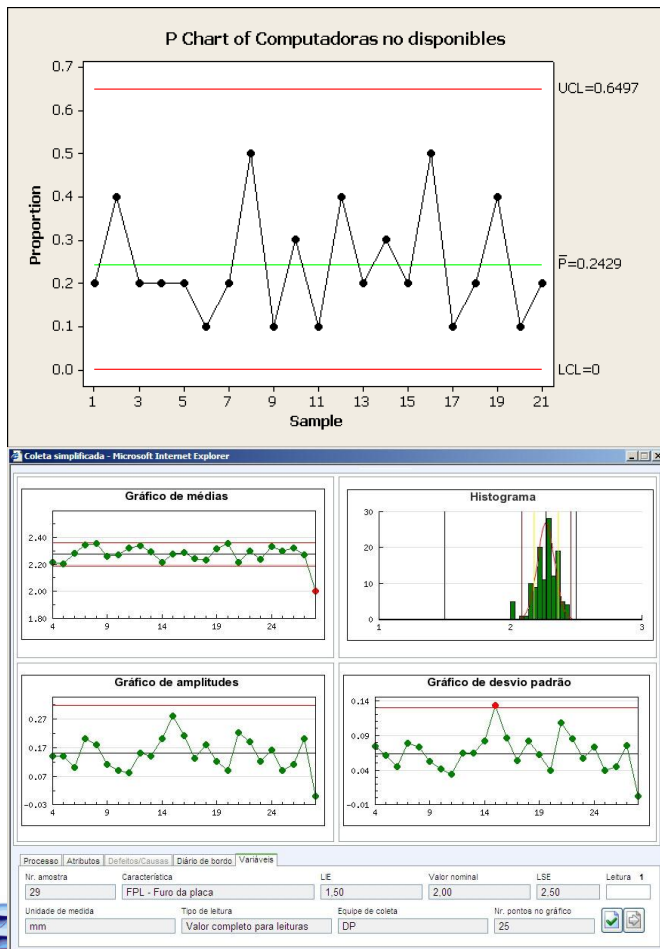 P Chart of Computadoras no disponibles
0.7
0.6
0.5
0.4
0.3
0.2
0.1
0.0
Proportion
UCL=0.6497
P̅=0.2429
LCL=0
1 3 5 7 9 11 13 15 17 19 21
Sample
Coleta simplificada - Microsoft Internet Explorer
Gráfico de médias
2.40
2.20
2.00
1.80
4 9 14 19 24
Histograma
30
20
10
0
1 2 3
Gráfico de amplitudes
0.27
0.17
0.07
-0.03
4 9 14 19 24
Gráfico de desvio padrão
0.14
0.09
0.04
-0.01
4 9 14 19 24
Processo Atributos Defeitos/Causas Diário de bordo Variáveis
Nr. amostra Característica LIE Valor nominal LSE Leitura 1
29 FPL - Furo da placa 1,50 2,00 2,50
Unidade de medida Tipo de leitura Equipe de coleta Nr. pontos no gráfico
mm Valor completo para leituras DP 25